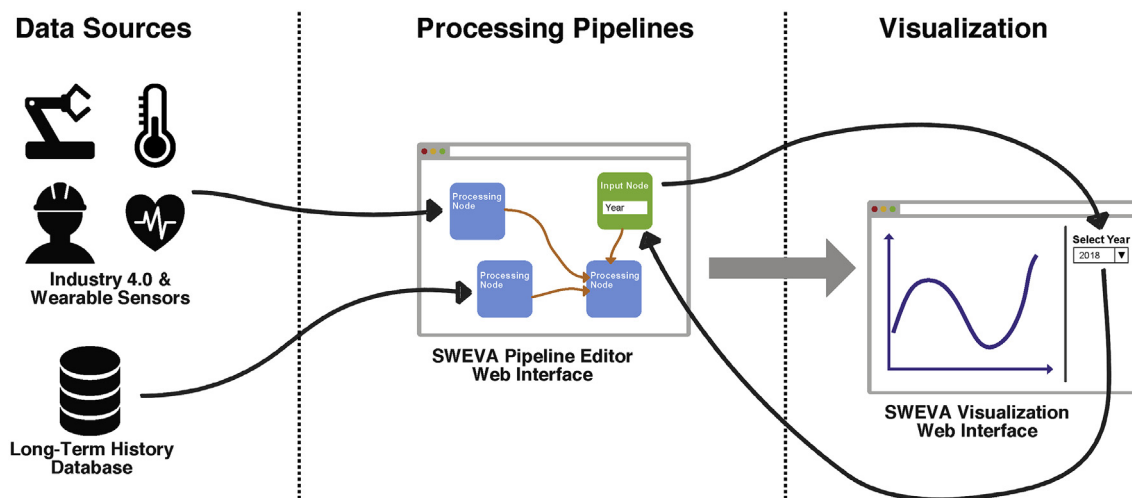 Data Sources
Processing Pipelines
Visualization
Industry 4.0 &
Wearable Sensors
Long-Term History
Database
Processing
Node
Input Node
Year
Processing
Node
Processing
Node
SWEVA Pipeline Editor
Web Interface
Select Year
2018
SWEVA Visualization
Web Interface